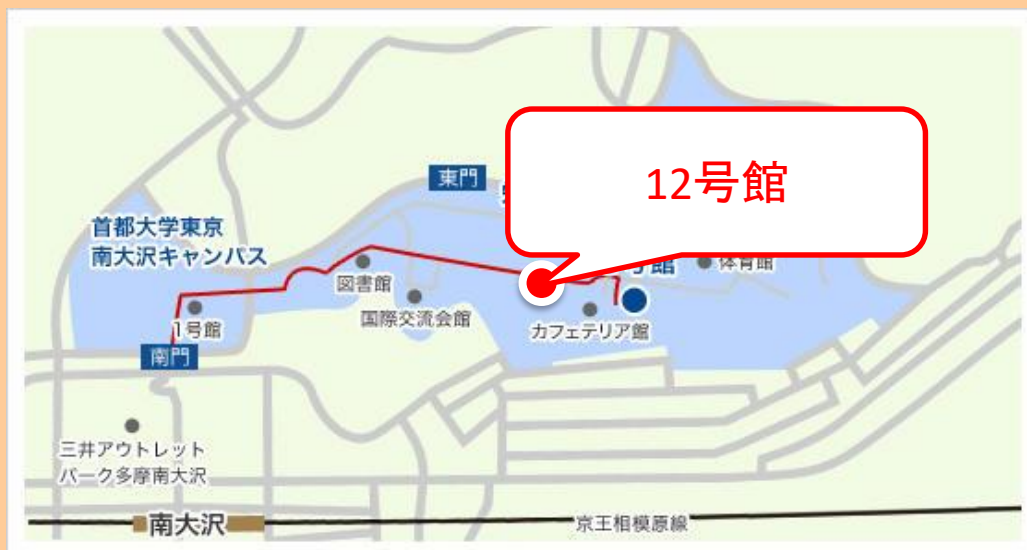 12号館
東門
首都大学東京
南大沢キャンパス
号館
体育館
図書館
国際交流会館
1号館
カフェテリア館
南門
三井アウトレット
パーク多摩南大沢
南大沢
京王相模原線